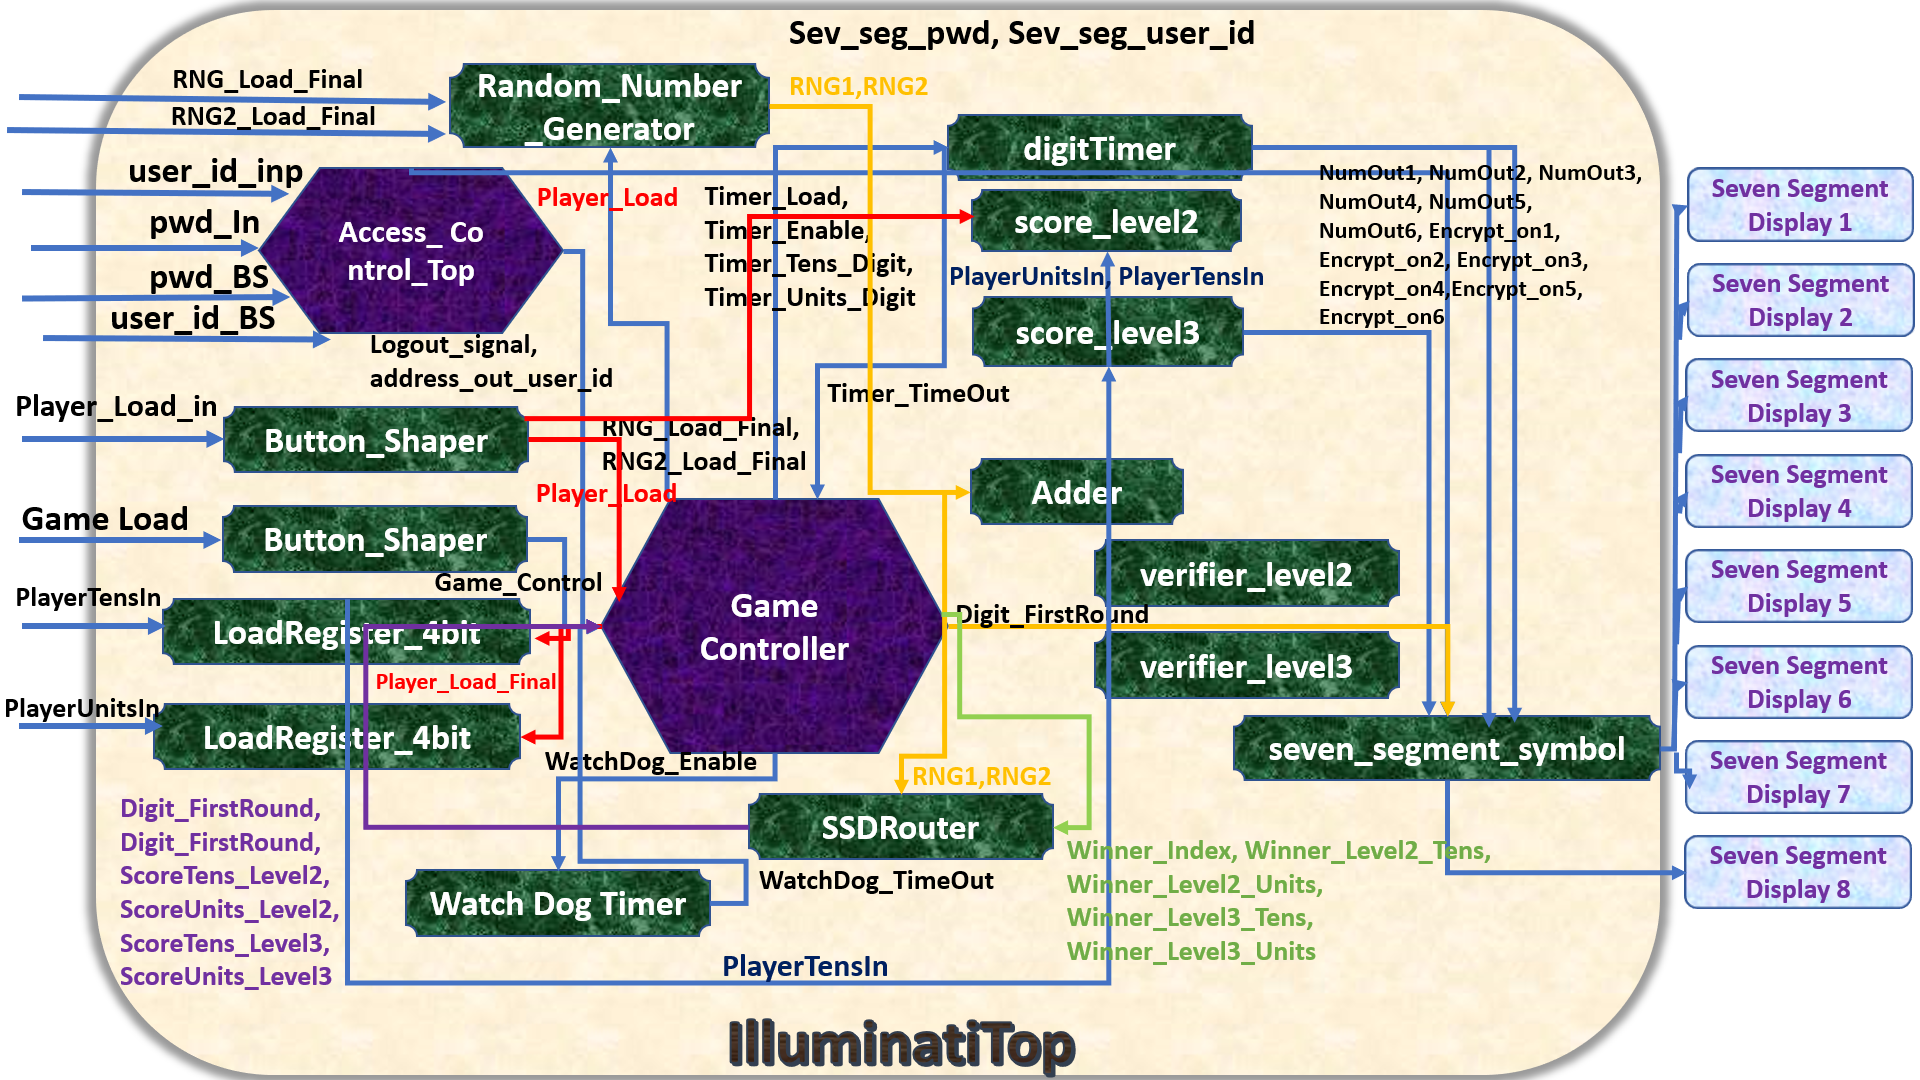 Sev_seg_pwd, Sev_seg_user_id
RNG_Load_Final
RNG2_Load_Final
Random_Number
_Generator
RNG1,RNG2
user_id_inp
pwd_In
pwd_BS
user_id_BS
Access_ Co
ntrol_Top
Player_Load
Timer_Load,
Timer_Enable,
Timer_Tens_Digit,
Timer_Units_Digit
digitTimer
score_level2
PlayerUnitsIn, PlayerTensIn
score_level3
NumOut1, NumOut2, NumOut3,
NumOut4, NumOut5,
NumOut6, Encrypt_on1,
Encrypt_on2, Encrypt_on3,
Encrypt_on4,Encrypt_on5,
Encrypt_on6
Seven Segment
Display 1
Seven Segment
Display 2
Seven Segment
Display 3
Seven Segment
Display 4
Seven Segment
Display 5
Seven Segment
Display 6
Seven Segment
Display 7
Seven Segment
Display 8
Logout_signal,
address_out_user_id
Timer_TimeOut
Player_Load_in
Button_Shaper
RNG_Load_Final,
RNG2_Load_Final
Player_Load
Adder
Game Load
Button_Shaper
Game_Control
PlayerTensIn
LoadRegister_4bit
Game
Controller
verifier_level2
Digit_FirstRound
verifier_level3
Player_Load_Final
PlayerUnitsIn
LoadRegister_4bit
WatchDog_Enable
RNG1,RNG2
seven_segment_symbol
SSDRouter
Digit_FirstRound,
Digit_FirstRound,
ScoreTens_Level2,
ScoreUnits_Level2,
ScoreTens_Level3,
ScoreUnits_Level3
Watch Dog Timer
WatchDog_TimeOut
Winner_Index, Winner_Level2_Tens,
Winner_Level2_Units,
Winner_Level3_Tens,
Winner_Level3_Units
PlayerTensIn
IlluminatiTop